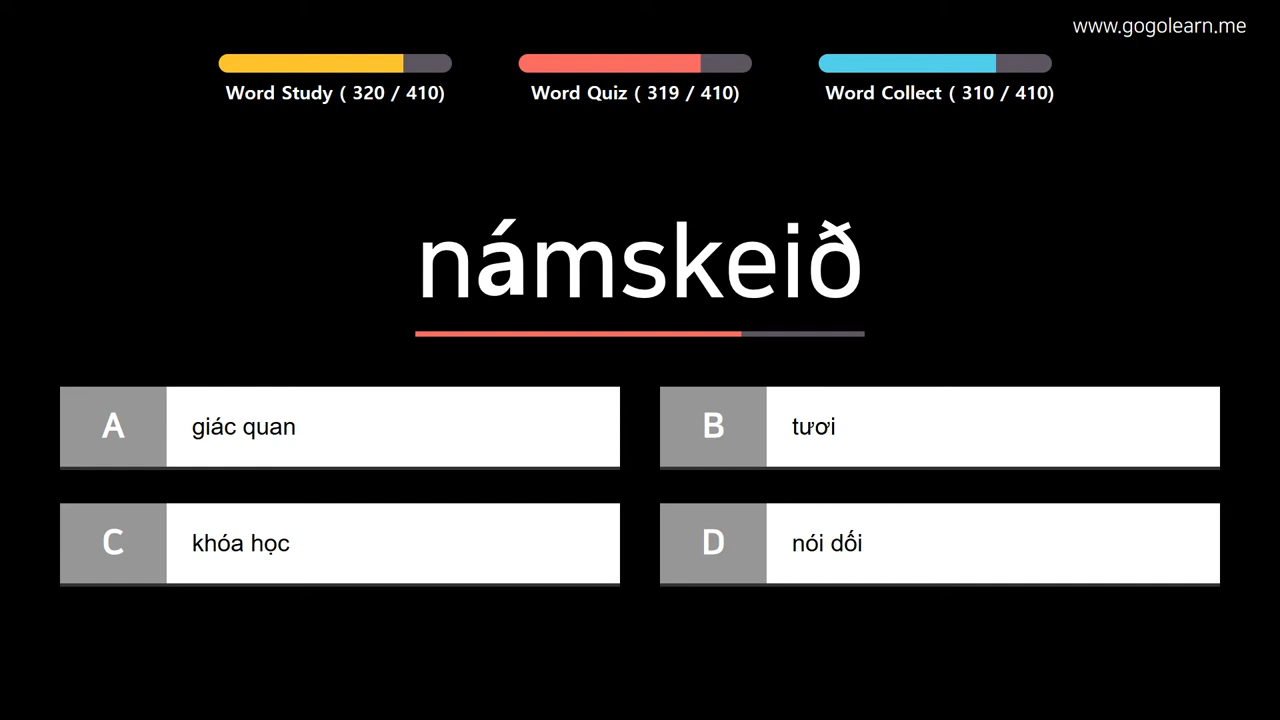 www.gogolearn.me
Word Study ( 320 / 410)
Word Quiz ( 319 / 410)
Word Collect ( 310 / 410)
námskeið
A giác quan
B tươi
C khóa học
D nói dối